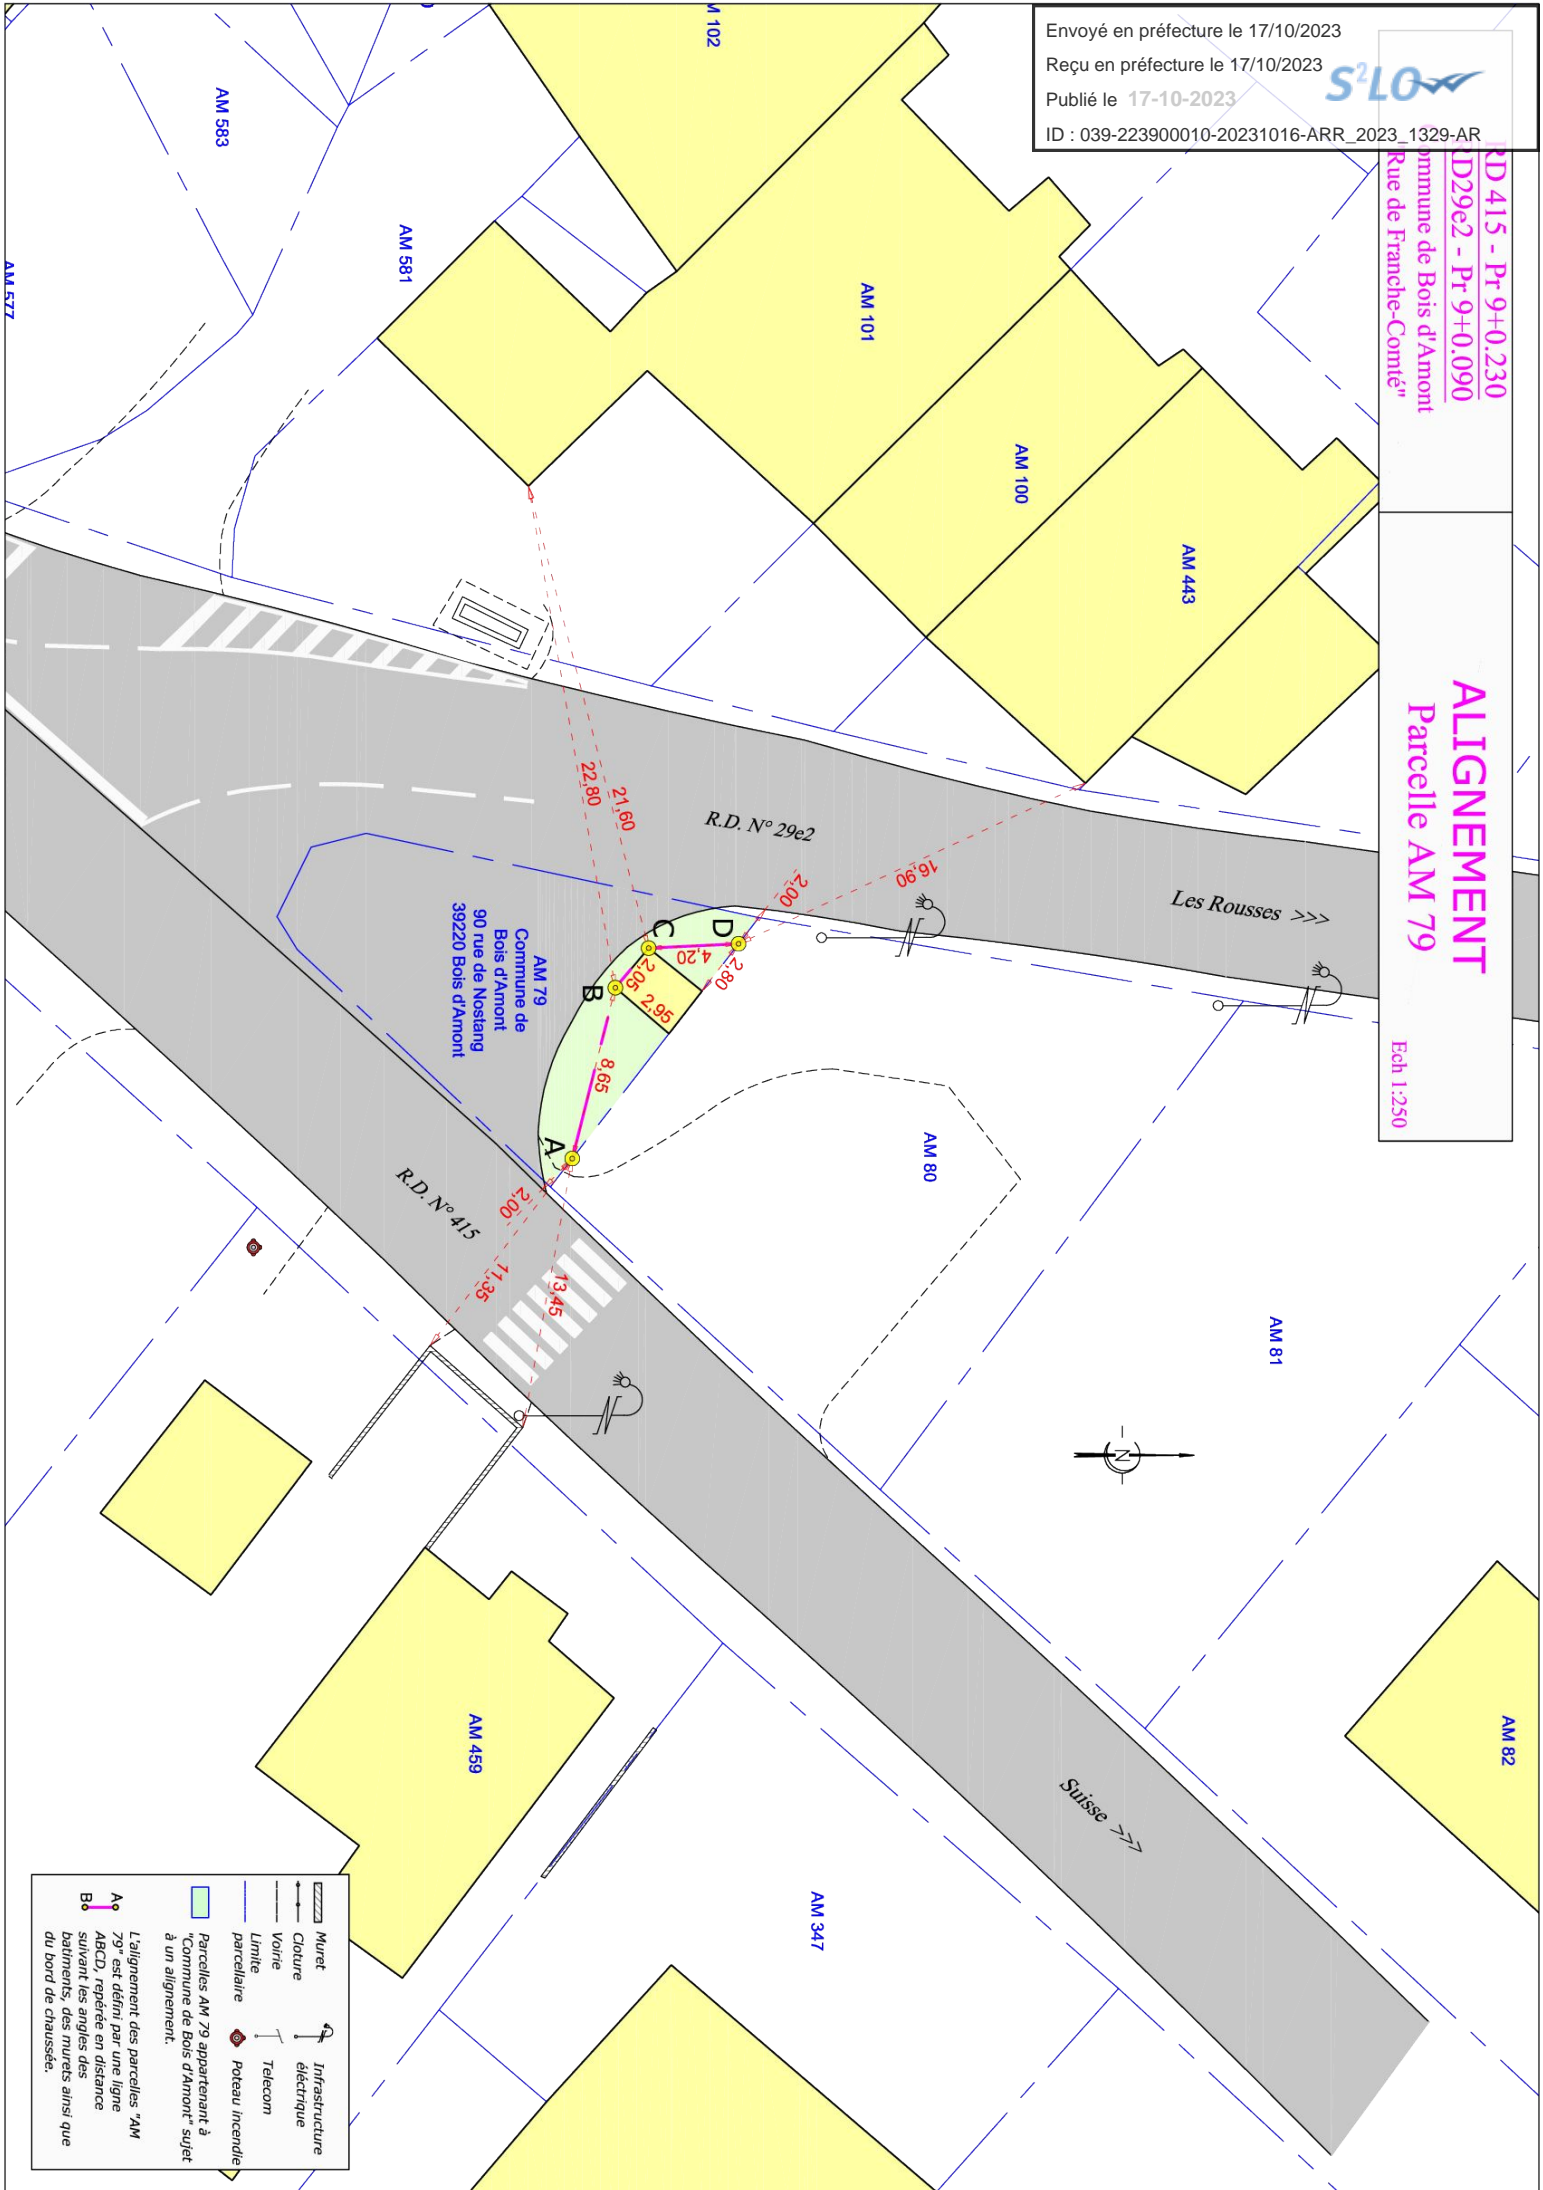 Envoyé en préfecture le 17/10/2023
Reçu en préfecture le 17/10/2023
Publié le 17-10-2023
S²LO
ID : 039-223900010-20231016-ARR_2023_1329-AR
RD 415 - Pr 9+0.230
RD29e2 - Pr 9+0.090
Commune de Bois d'Amont
"Rue de Franche-Comté"
ALIGNEMENT
Parcelle AM 79
Ech 1:250
AM 583
AM 581
AM 577
AM 101
AM 100
AM 443
R.D. N° 29e2
Les Rousses >>>
22,80
21,60
16,90
2,00
D
C
B
A
4,20
2,80
2,05
2,95
8,65
2,00
11,35
13,45
AM 79
Commune de
Bois d'Amont
90 rue de Nostang
39220 Bois d'Amont
R.D. N° 415
AM 80
AM 81
AM 82
N
Suisse >>>
AM 459
AM 347
Muret
Cloture
Voirie
Limite
parcellaire
Infrastructure
éléctrique
Telecom
Poteau incendie
Parcelles AM 79 appartenant à
"Commune de Bois d'Amont" sujet
à un alignement.
A
B
L'alignement des parcelles "AM
79" est défini par une ligne
ABCD, repérée en distance
suivant les angles des
batiments, des murets ainsi que
du bord de chaussée.